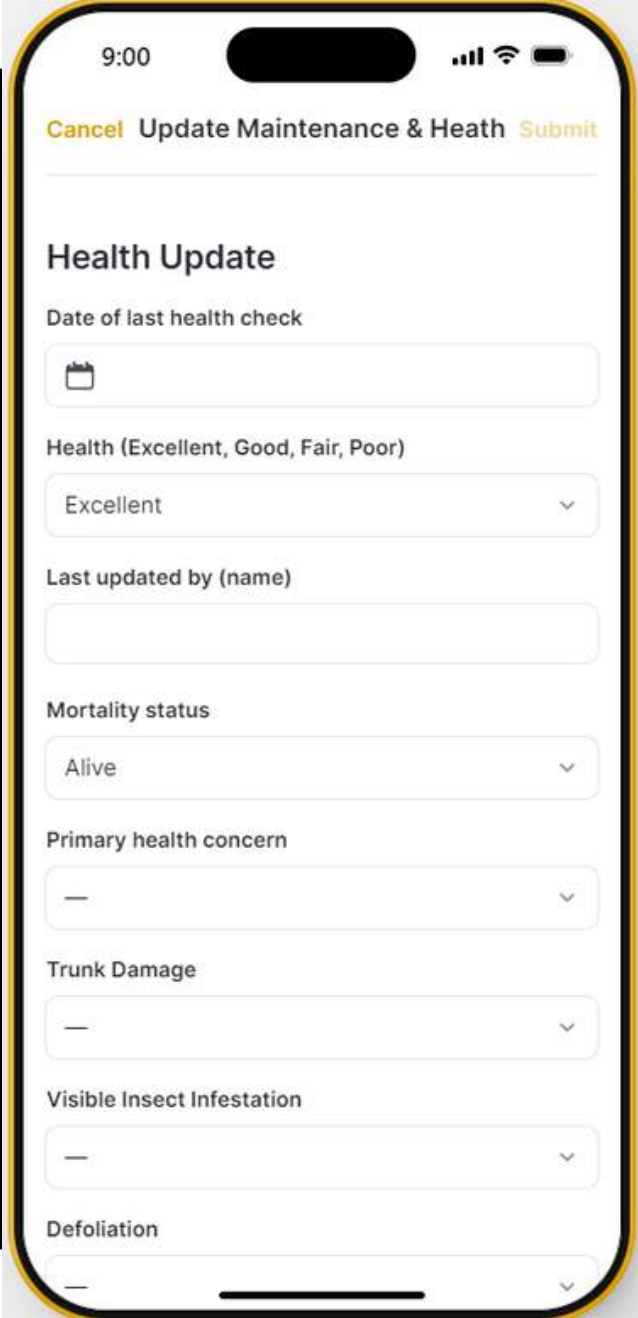 9:00
Cancel Update Maintenance & Heath Submit
Health Update
Date of last health check
Health (Excellent, Good, Fair, Poor)
Excellent
Last updated by (name)
Mortality status
Alive
Primary health concern
—
Trunk Damage
—
Visible Insect Infestation
—
Defoliation
—